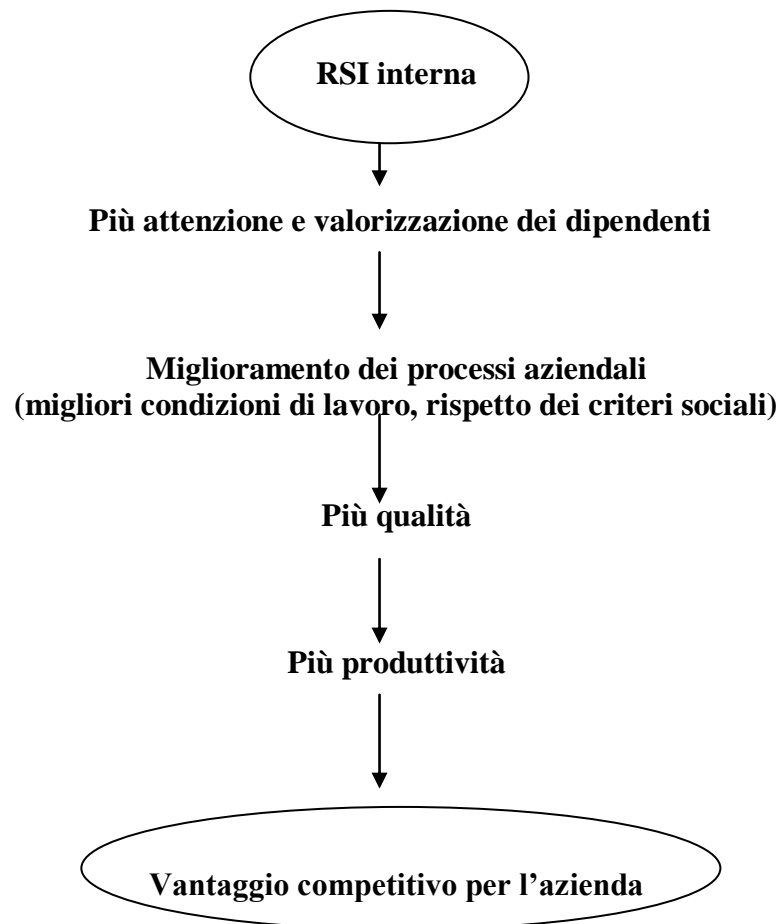 RSI interna
Più attenzione e valorizzazione dei dipendenti
Miglioramento dei processi aziendali
(migliori condizioni di lavoro, rispetto dei criteri sociali)
Più qualità
Più produttività
Vantaggio competitivo per l’azienda